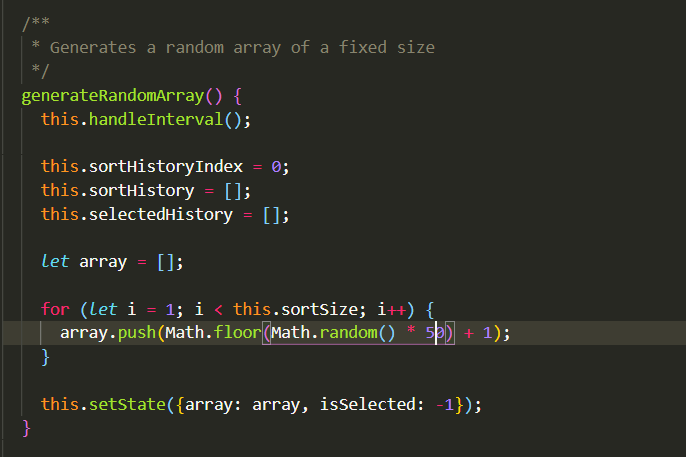 /**
 * Generates a random array of a fixed size
 */
generateRandomArray() {
  this.handleInterval();
  this.sortHistoryIndex = 0;
  this.sortHistory = [];
  this.selectedHistory = [];
  let array = [];
  for (let i = 1; i < this.sortSize; i++) {
    array.push(Math.floor(Math.random() * 50) + 1);
  }
  this.setState({array: array, isSelected: -1});
}